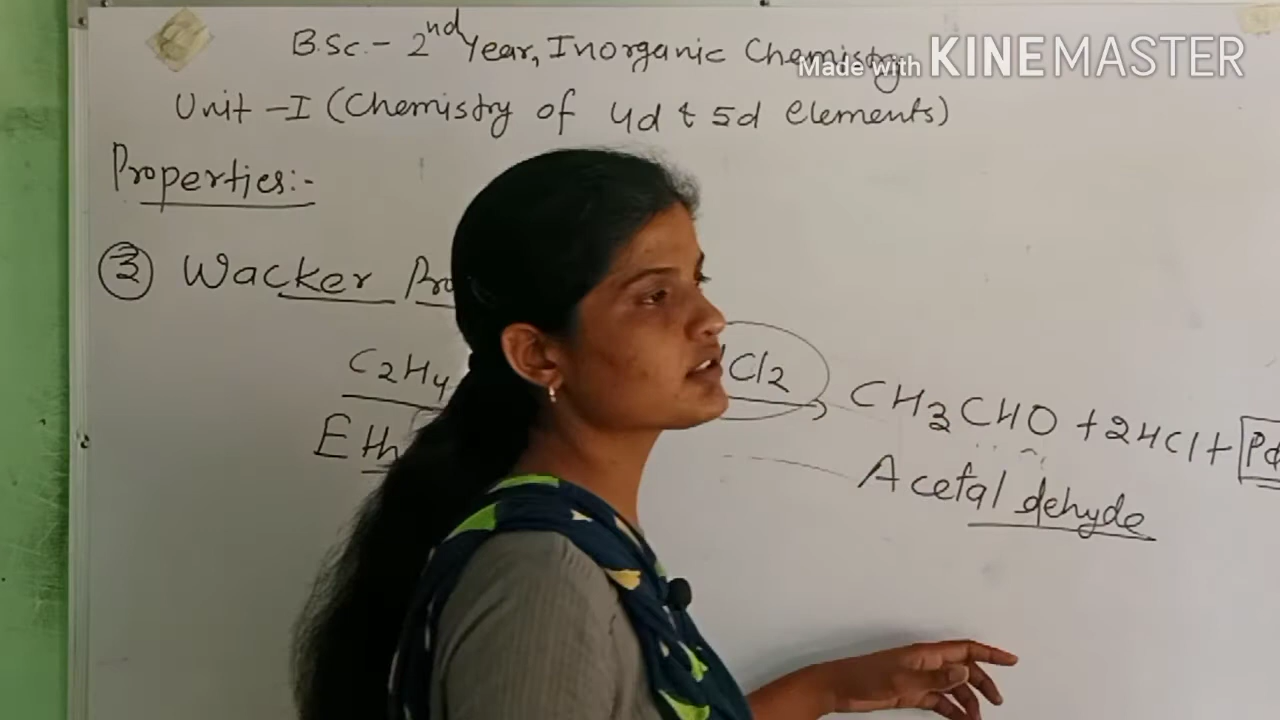 B.Sc.- 2nd Year, Inorganic Chemistry
Made with KINEMASTER
Unit -I (Chemistry of 4d & 5d elements)
Properties:-
③ Wacker
C2H4 Cl2 CH3CHO + 2HCl + Pd
Acetaldehyde